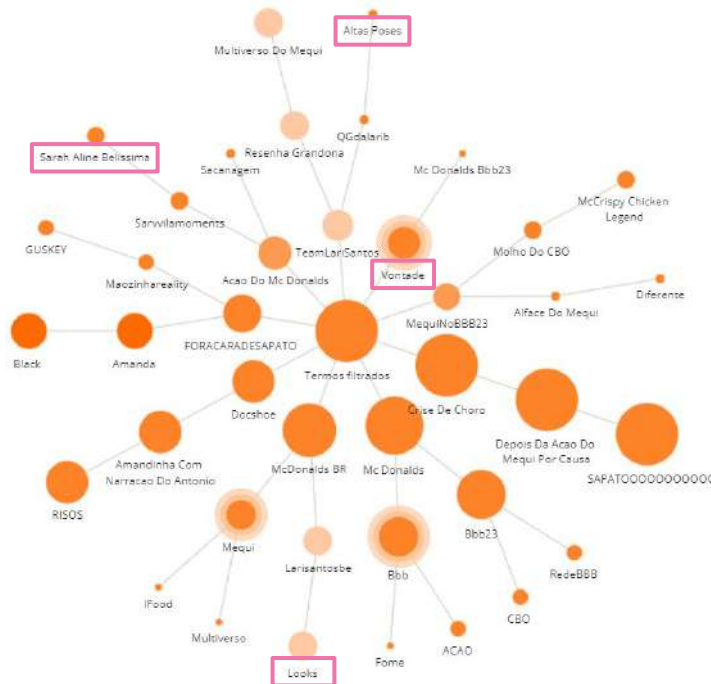 Altas Poses
Multiverso Do Mequi
QGdalarib
Resenha Grandona
Sarah Aline Belissima
Sacanagem
Mc Donalds Bbb23
McCrispy Chicken
Legend
Sarvvilamoments
TeamLariSantos
Molho Do CBO
GUSKEY
Acao Do Mc Donalds
Vontade
Maozinhareality
Diferente
Alface Do Mequi
MequiNoBBB23
FORACARADESAPATO
Black
Amanda
Termos filtrados
Docshoe
Crise De Choro
Depois Da Acao Do
Mequi Por Causa
Amandinha Com
Narracao Do Antonio
McDonalds BR
Mc Donalds
SAPATOOOOOOOOOOO
RISOS
Bbb23
Mequi
Larisantosbe
Bbb
RedeBBB
IFood
CBO
Multiverso
ACAO
Fome
Looks